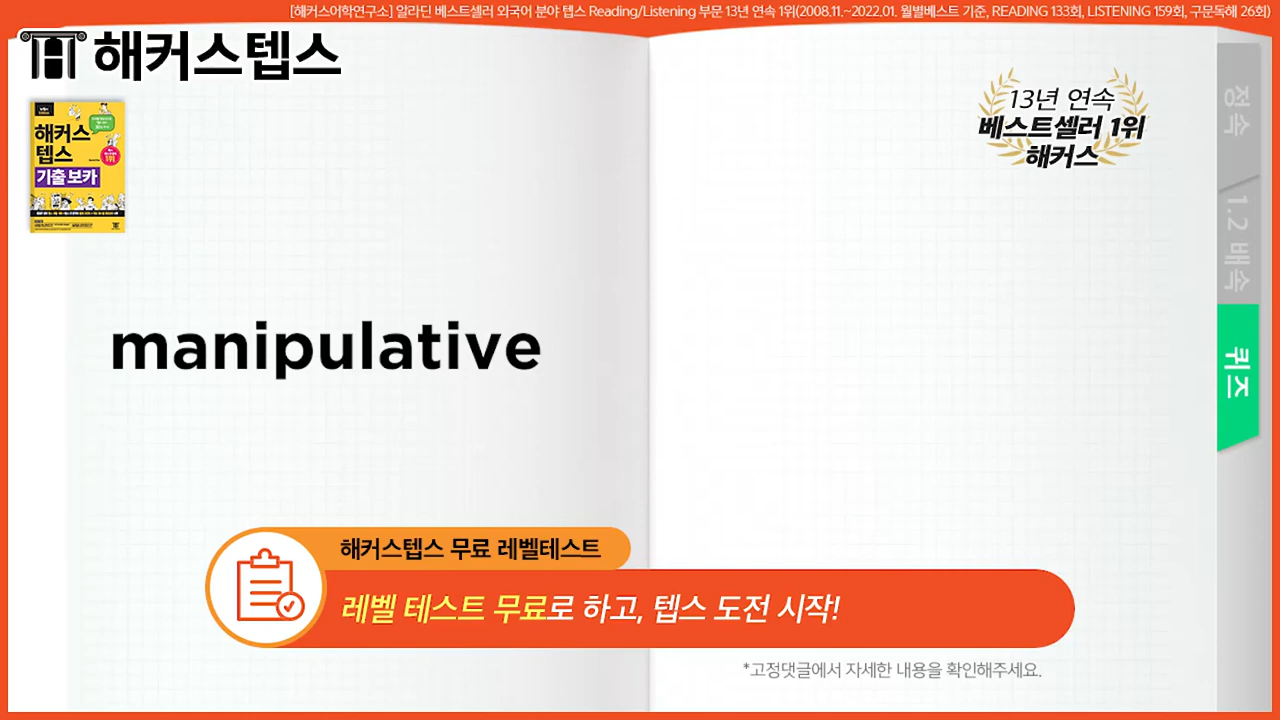 [해커스어학연구소] 알라딘 베스트셀러 외국어 분야 텝스 Reading/Listening 부문 13년 연속 1위(2008.11.~2022.01. 월별베스트 기준, READING 133회, LISTENING 159회, 구문독해 26회)
해커스텝스
해커스
텝스
기출 보카
1위
13년 연속
베스트셀러 1위
해커스
정속
1.2 배속
퀴즈
manipulative
해커스텝스 무료 레벨테스트
레벨 테스트 무료로 하고, 텝스 도전 시작!
*고정댓글에서 자세한 내용을 확인해주세요.